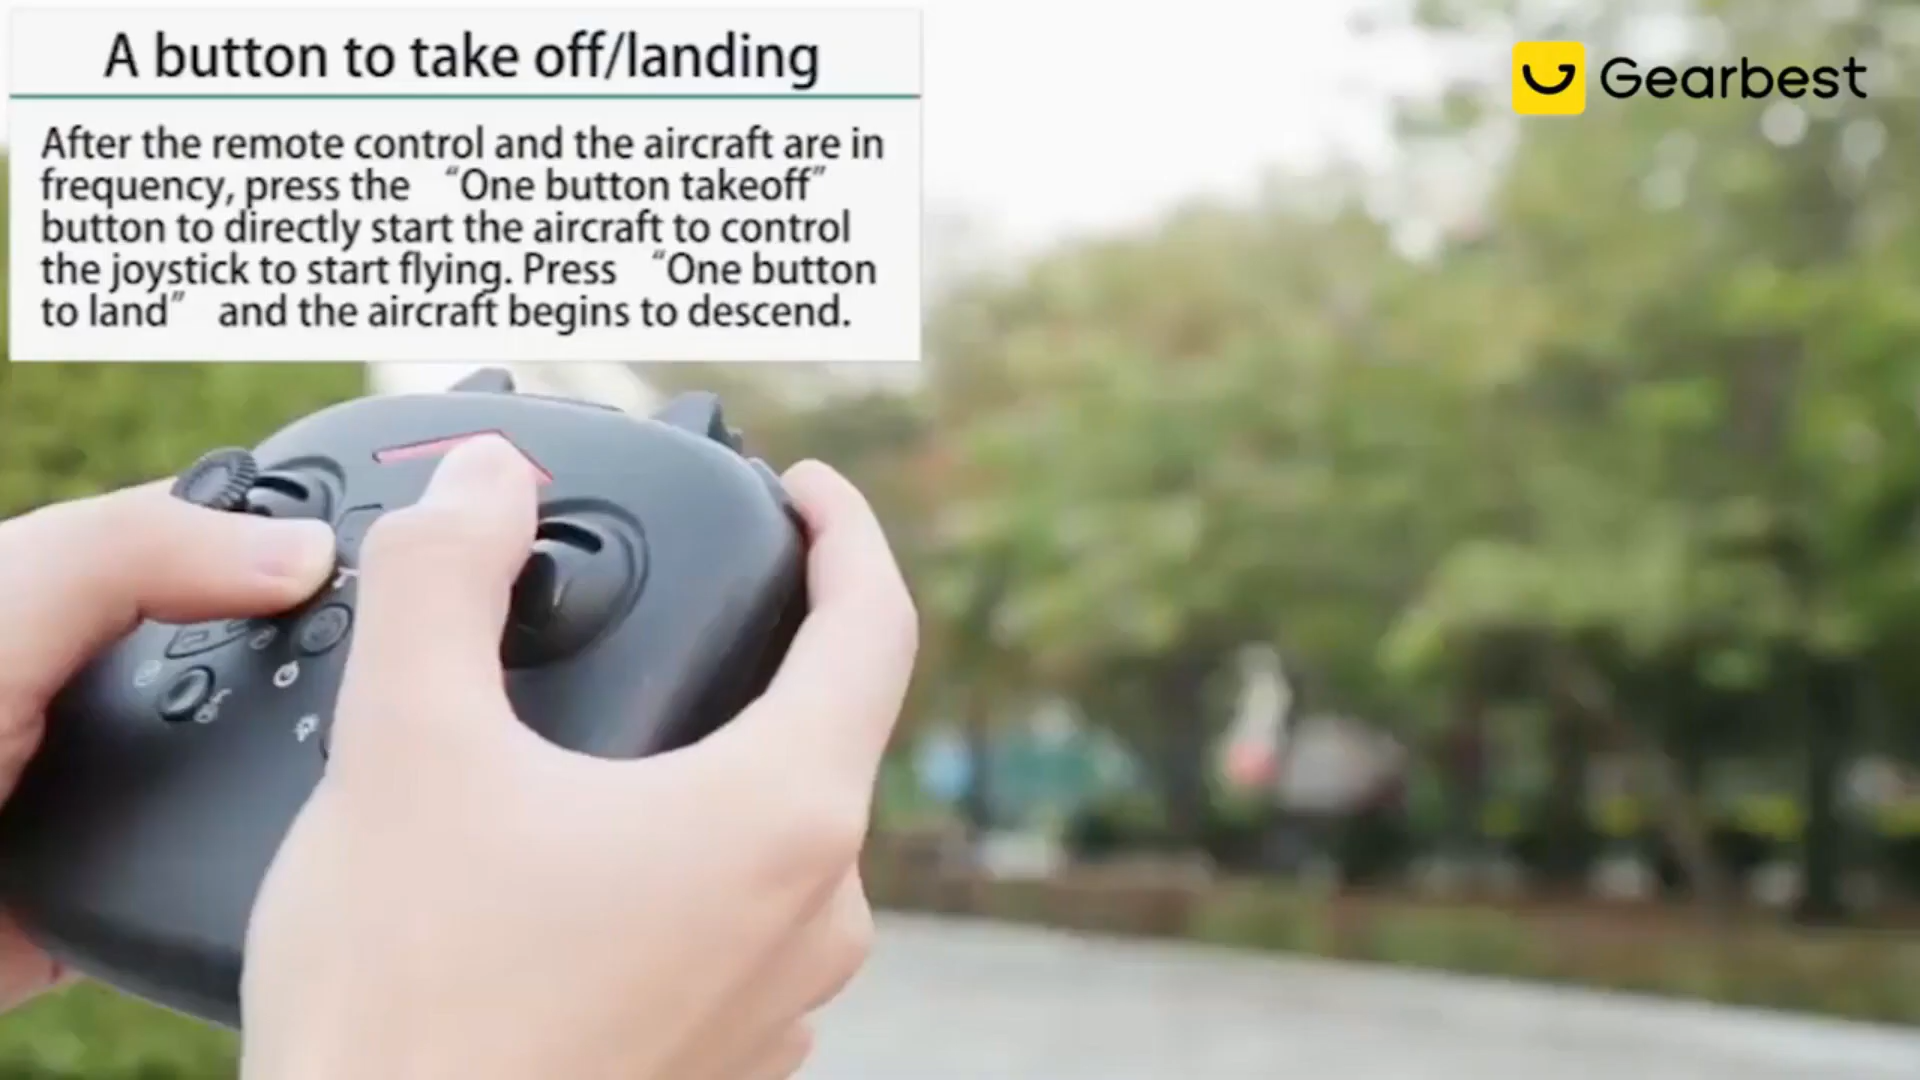 A button to take off/landing
Gearbest
After the remote control and the aircraft are in
frequency, press the “One button takeoff”
button to directly start the aircraft to control
the joystick to start flying. Press “One button
to land” and the aircraft begins to descend.